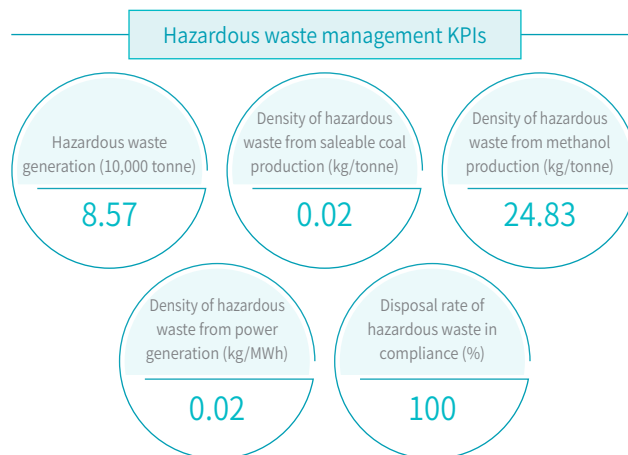 Hazardous waste management KPIs
Hazardous waste
generation (10,000 tonne)
8.57
Density of hazardous
waste from saleable coal
production (kg/tonne)
0.02
Density of hazardous
waste from methanol
production (kg/tonne)
24.83
Density of hazardous
waste from power
generation (kg/MWh)
0.02
Disposal rate of
hazardous waste in
compliance (%)
100